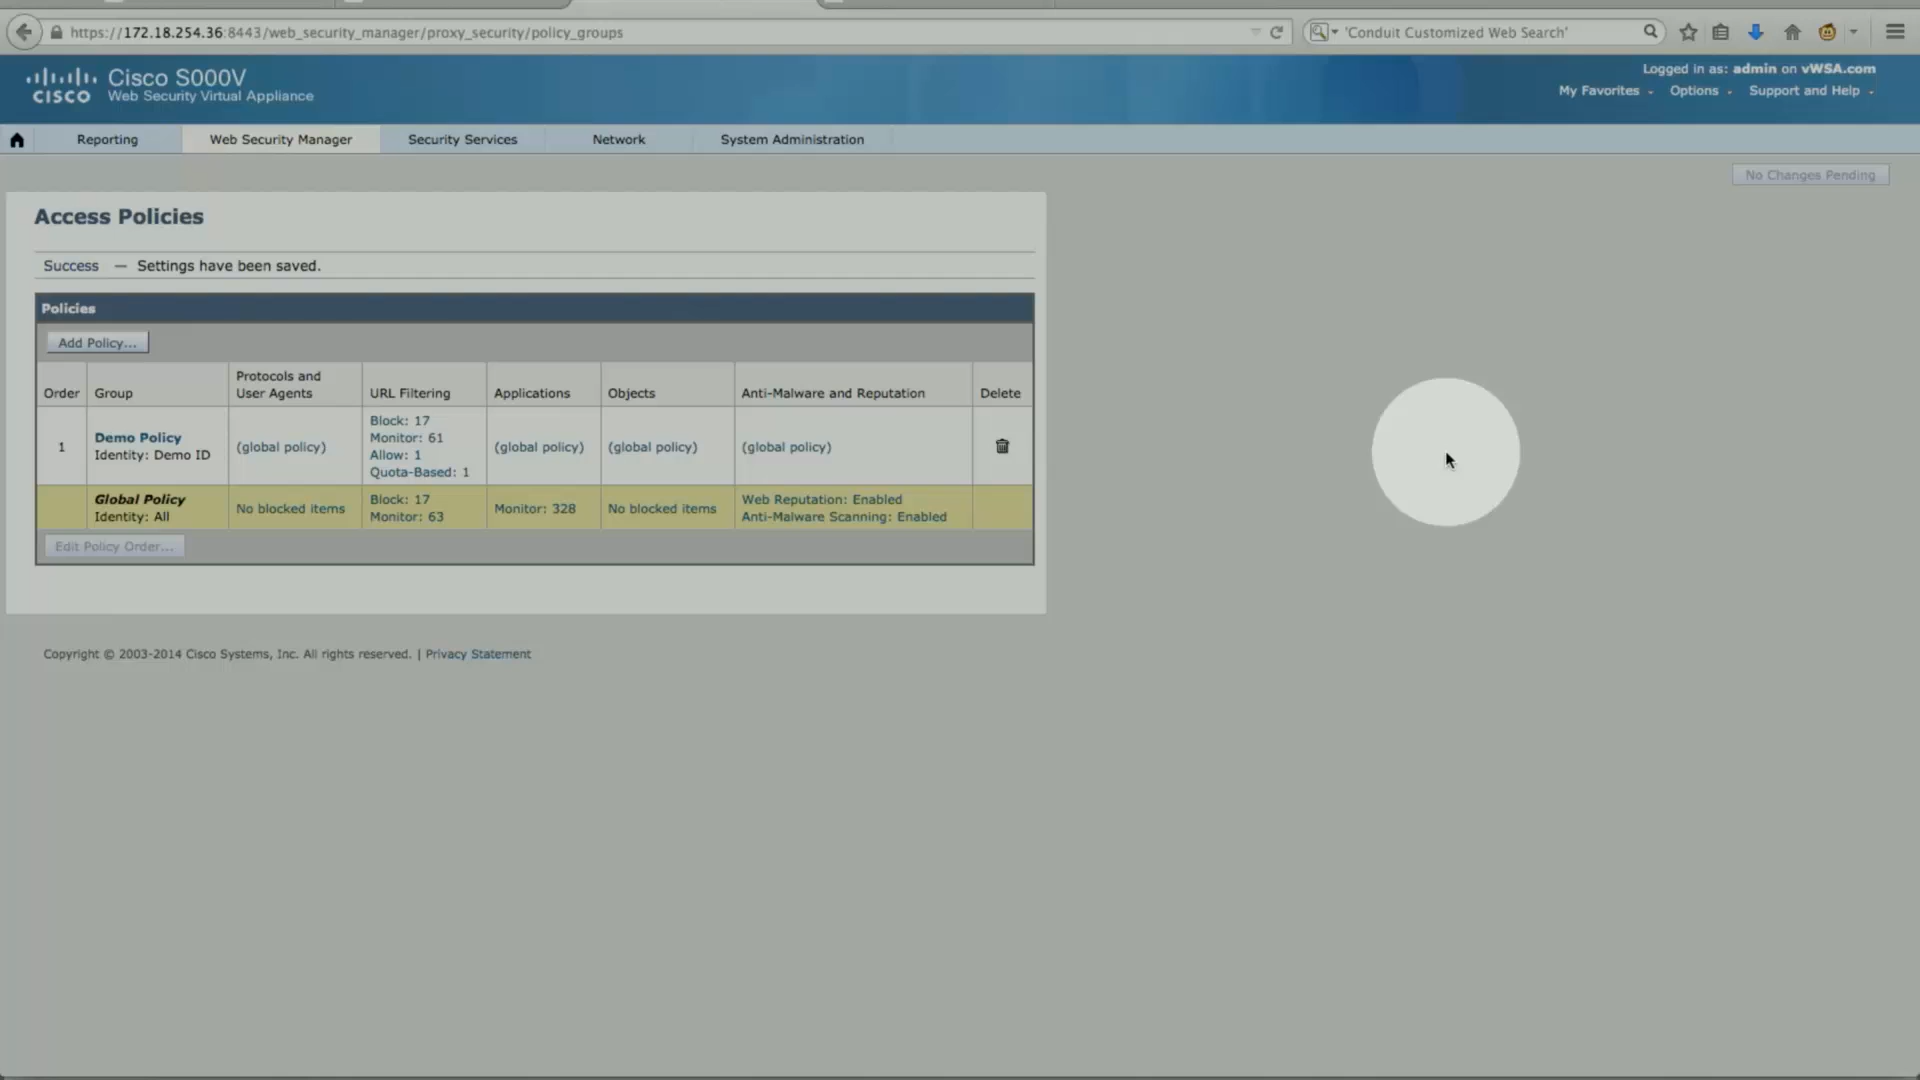 https://172.18.254.36:8443/web_security_manager/proxy_security/policy_groups
'Conduit Customized Web Search'
CISCO
Cisco S000V
Web Security Virtual Appliance
Logged in as: admin on vWSA.com
My Favorites Options Support and Help
Reporting Web Security Manager Security Services Network System Administration
No Changes Pending
Access Policies
Success — Settings have been saved.
Policies
Add Policy...
Order Group Protocols and User Agents URL Filtering Applications Objects Anti-Malware and Reputation Delete
1
Demo Policy
Identity: Demo ID
(global policy)
Block: 17
Monitor: 61
Allow: 1
Quota-Based: 1
(global policy)
(global policy)
(global policy)
Global Policy
Identity: All
No blocked items
Block: 17
Monitor: 63
Monitor: 328
No blocked items
Web Reputation: Enabled
Anti-Malware Scanning: Enabled
Edit Policy Order...
Copyright © 2003-2014 Cisco Systems, Inc. All rights reserved. | Privacy Statement